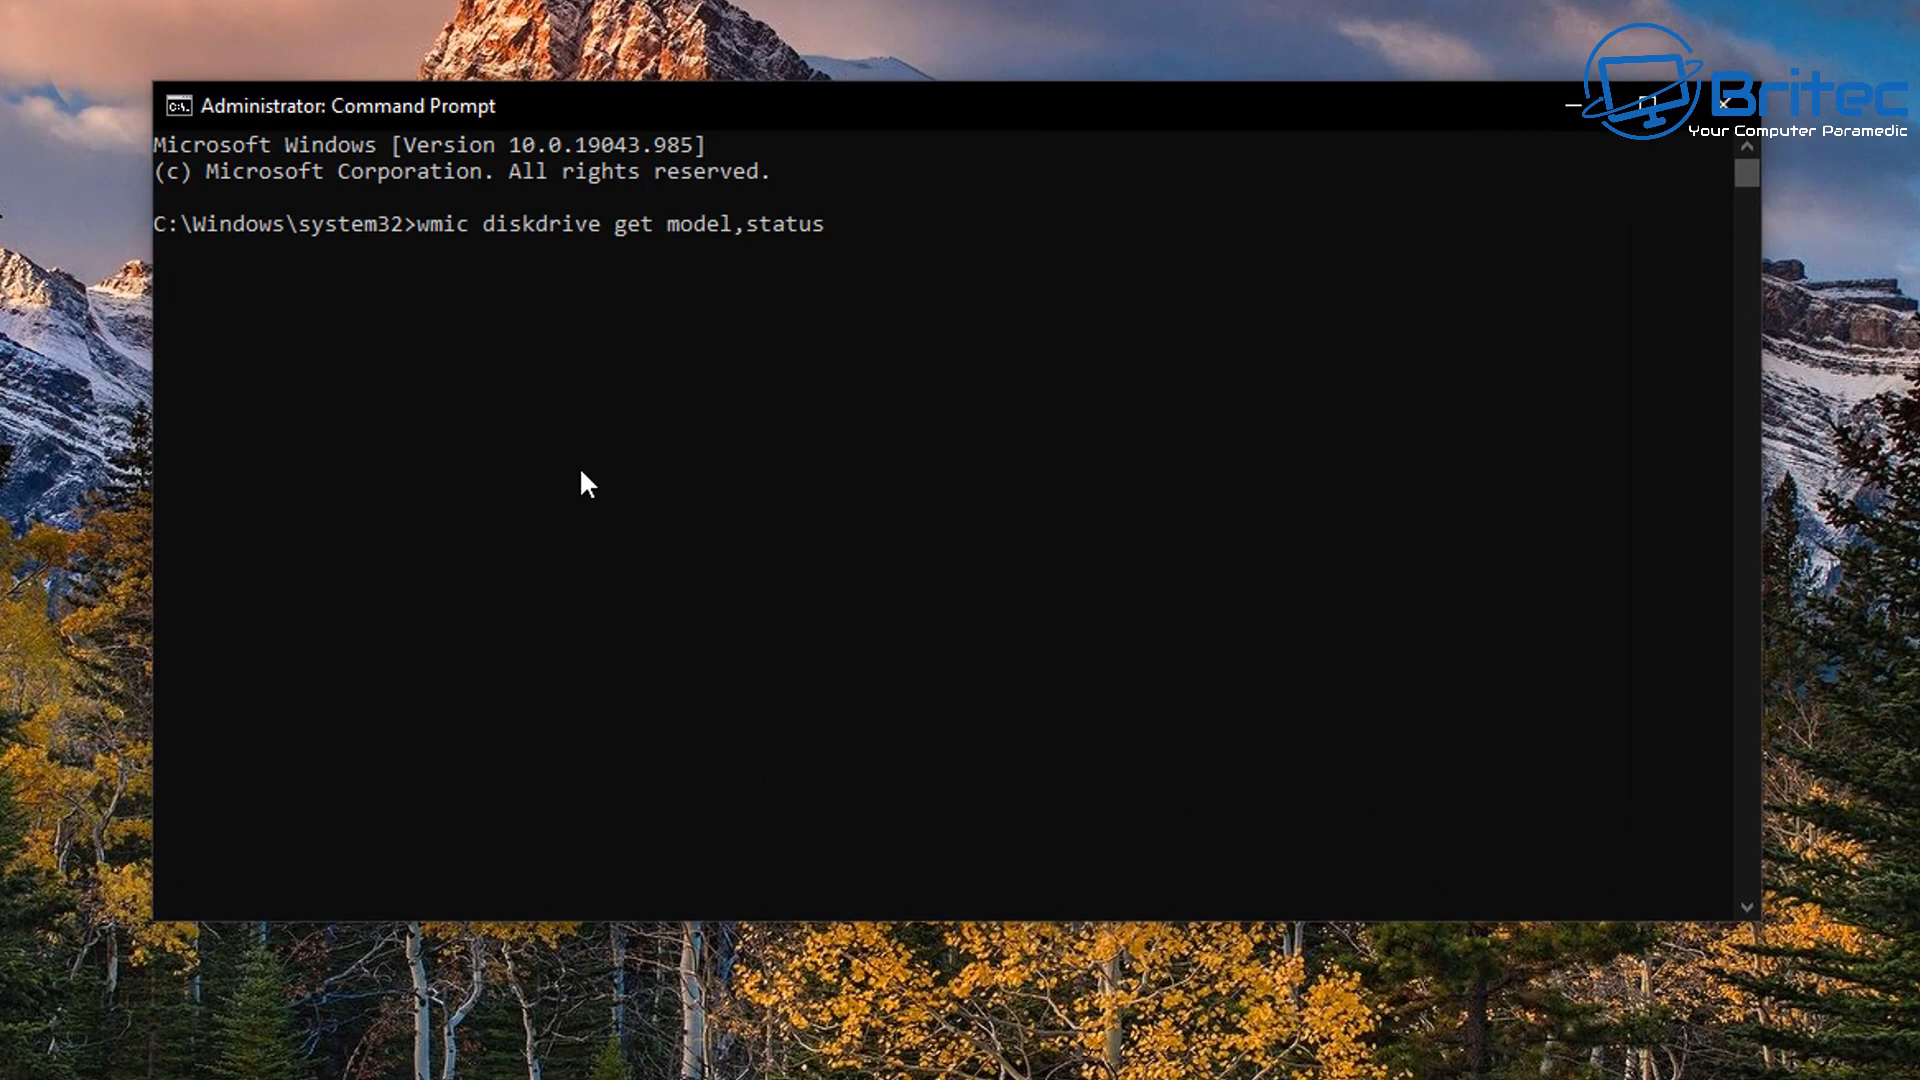 Britec
Your Computer Paramedic
Administrator: Command Prompt
Microsoft Windows [Version 10.0.19043.985]
(c) Microsoft Corporation. All rights reserved.
C:\Windows\system32>wmic diskdrive get model,status